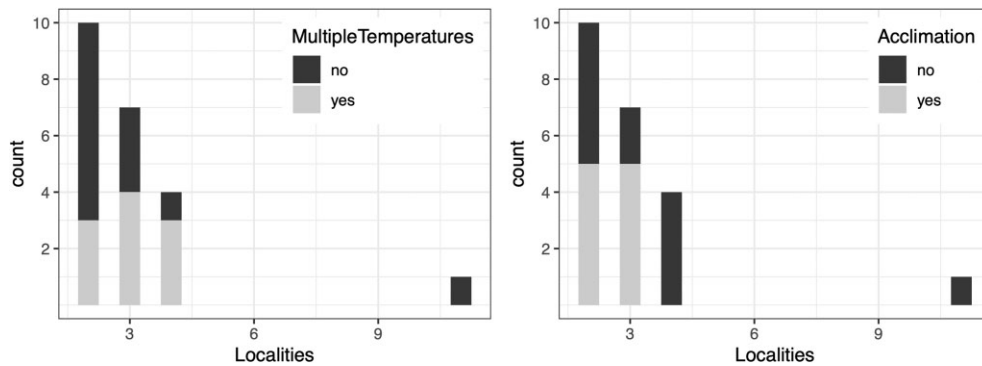 10
8
6
4
2
count
MultipleTemperatures
no
yes
3
6
9
Localities
10
8
6
4
2
count
Acclimation
no
yes
3
6
9
Localities